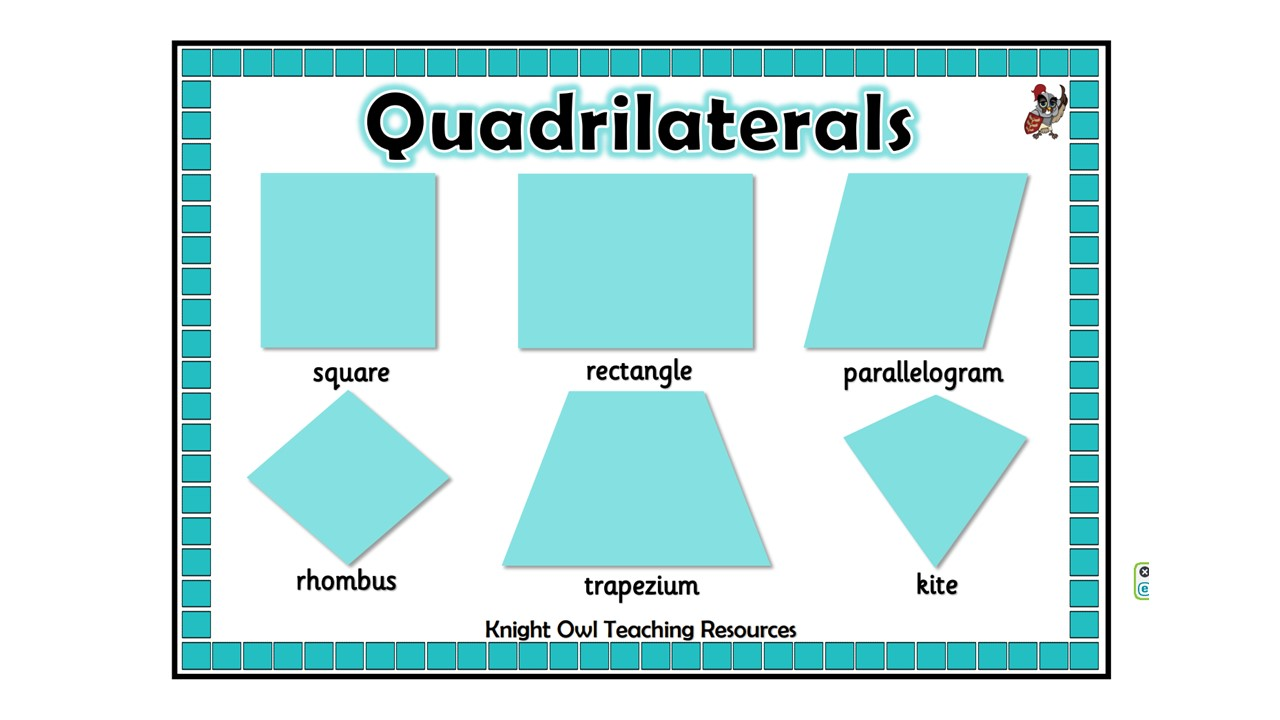 Quadrilaterals
square
rectangle
parallelogram
rhombus
trapezium
kite
Knight Owl Teaching Resources
e